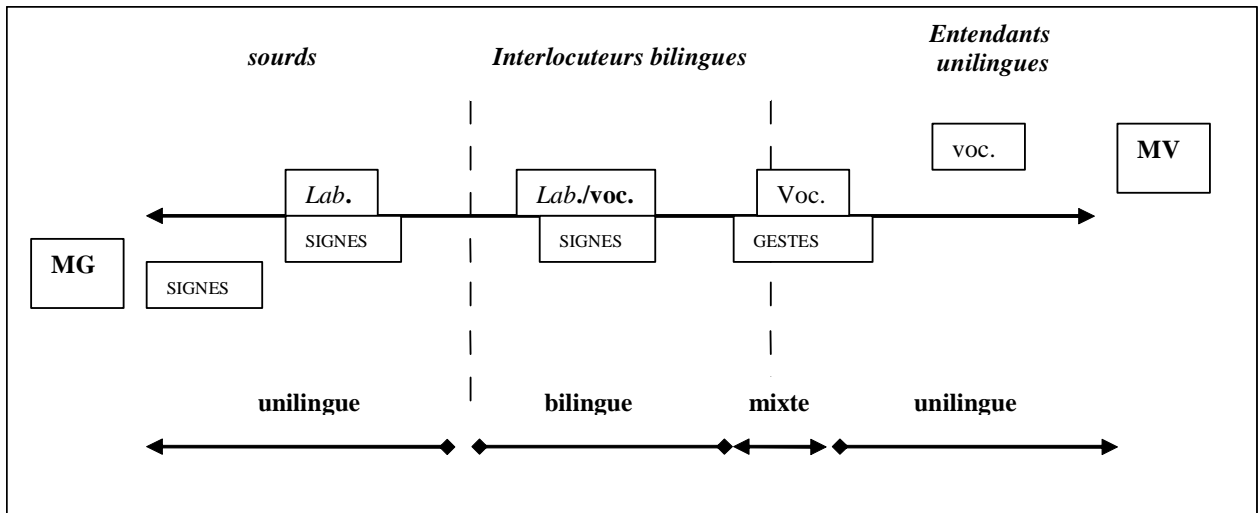 sourds
Interlocuteurs bilingues
Entendants
unilingues
voc.
MV
Lab.
Lab./voc.
Voc.
SIGNES
SIGNES
GESTES
MG
SIGNES
unilingue
bilingue
mixte
unilingue